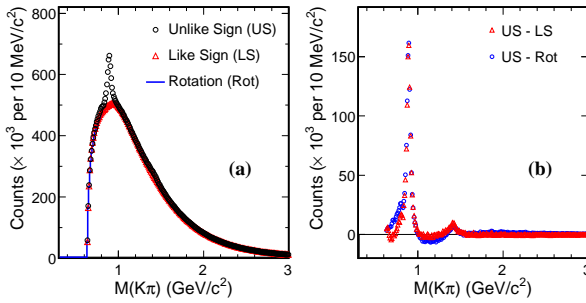 Counts (× 10³ per 10 MeV/c²)
800
600
400
200
0
Unlike Sign (US)
Like Sign (LS)
Rotation (Rot)
(a)
1
2
3
M(Kπ) (GeV/c²)
Counts (× 10³ per 10 MeV/c²)
150
100
50
0
US - LS
US - Rot
(b)
1
2
3
M(Kπ) (GeV/c²)